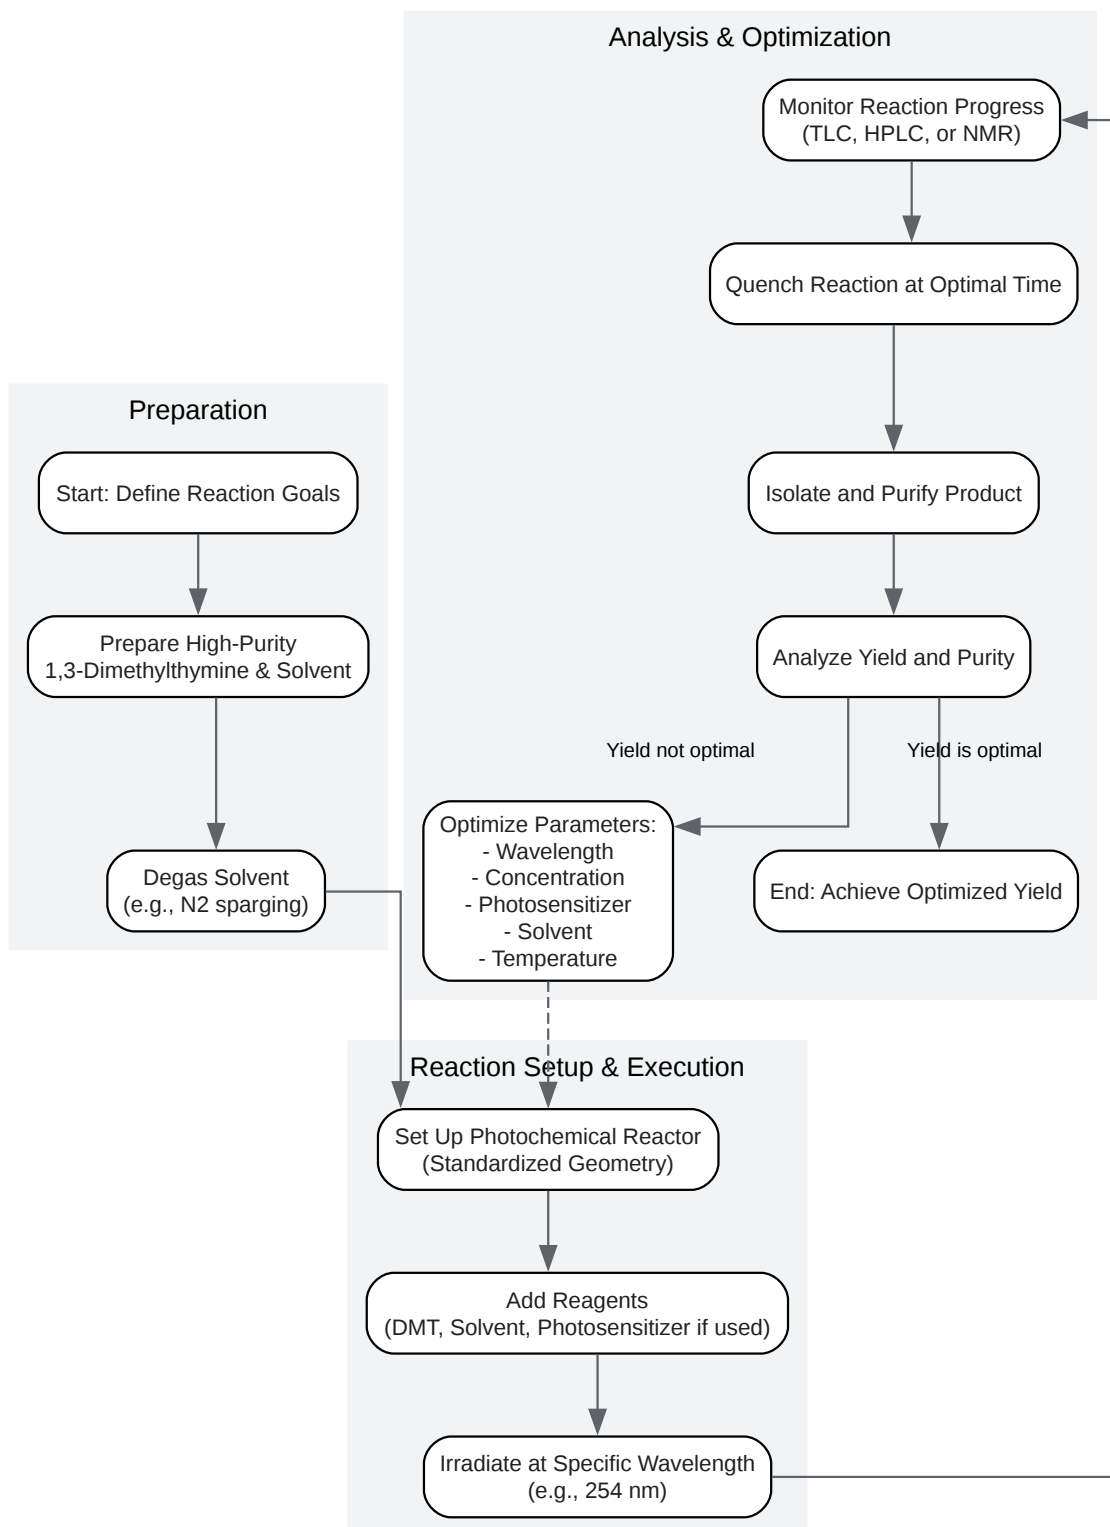 Analysis & Optimization
Monitor Reaction Progress
(TLC, HPLC, or NMR)
Quench Reaction at Optimal Time
Preparation
Start: Define Reaction Goals
Isolate and Purify Product
Prepare High-Purity
1,3-Dimethylthymine & Solvent
Analyze Yield and Purity
Yield not optimal
Yield is optimal
Optimize Parameters:
- Wavelength
- Concentration
- Photosensitizer
- Solvent
- Temperature
Degas Solvent
(e.g., N2 sparging)
End: Achieve Optimized Yield
Reaction Setup & Execution
Set Up Photochemical Reactor
(Standardized Geometry)
Add Reagents
(DMT, Solvent, Photosensitizer if used)
Irradiate at Specific Wavelength
(e.g., 254 nm)